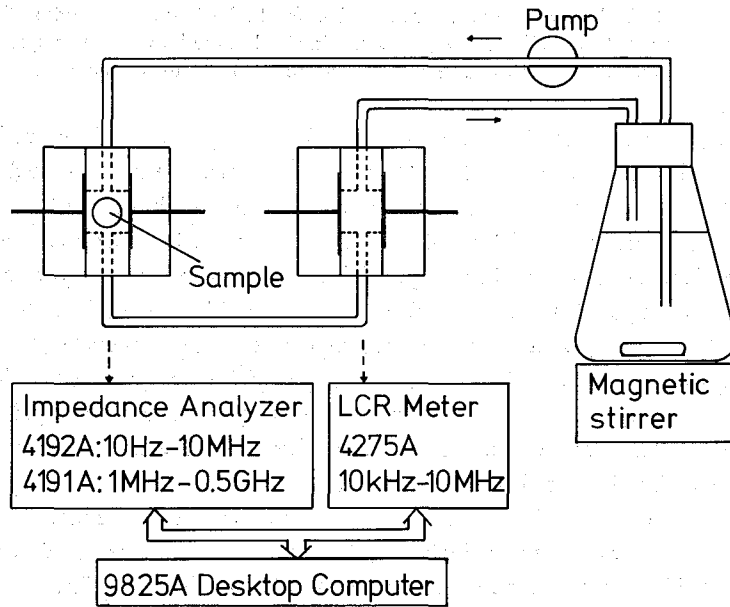 Pump
Sample
Impedance Analyzer
4192A:10Hz-10MHz
4191A:1MHz-0.5GHz
LCR Meter
4275A
10kHz-10MHz
Magnetic
stirrer
9825A Desktop Computer